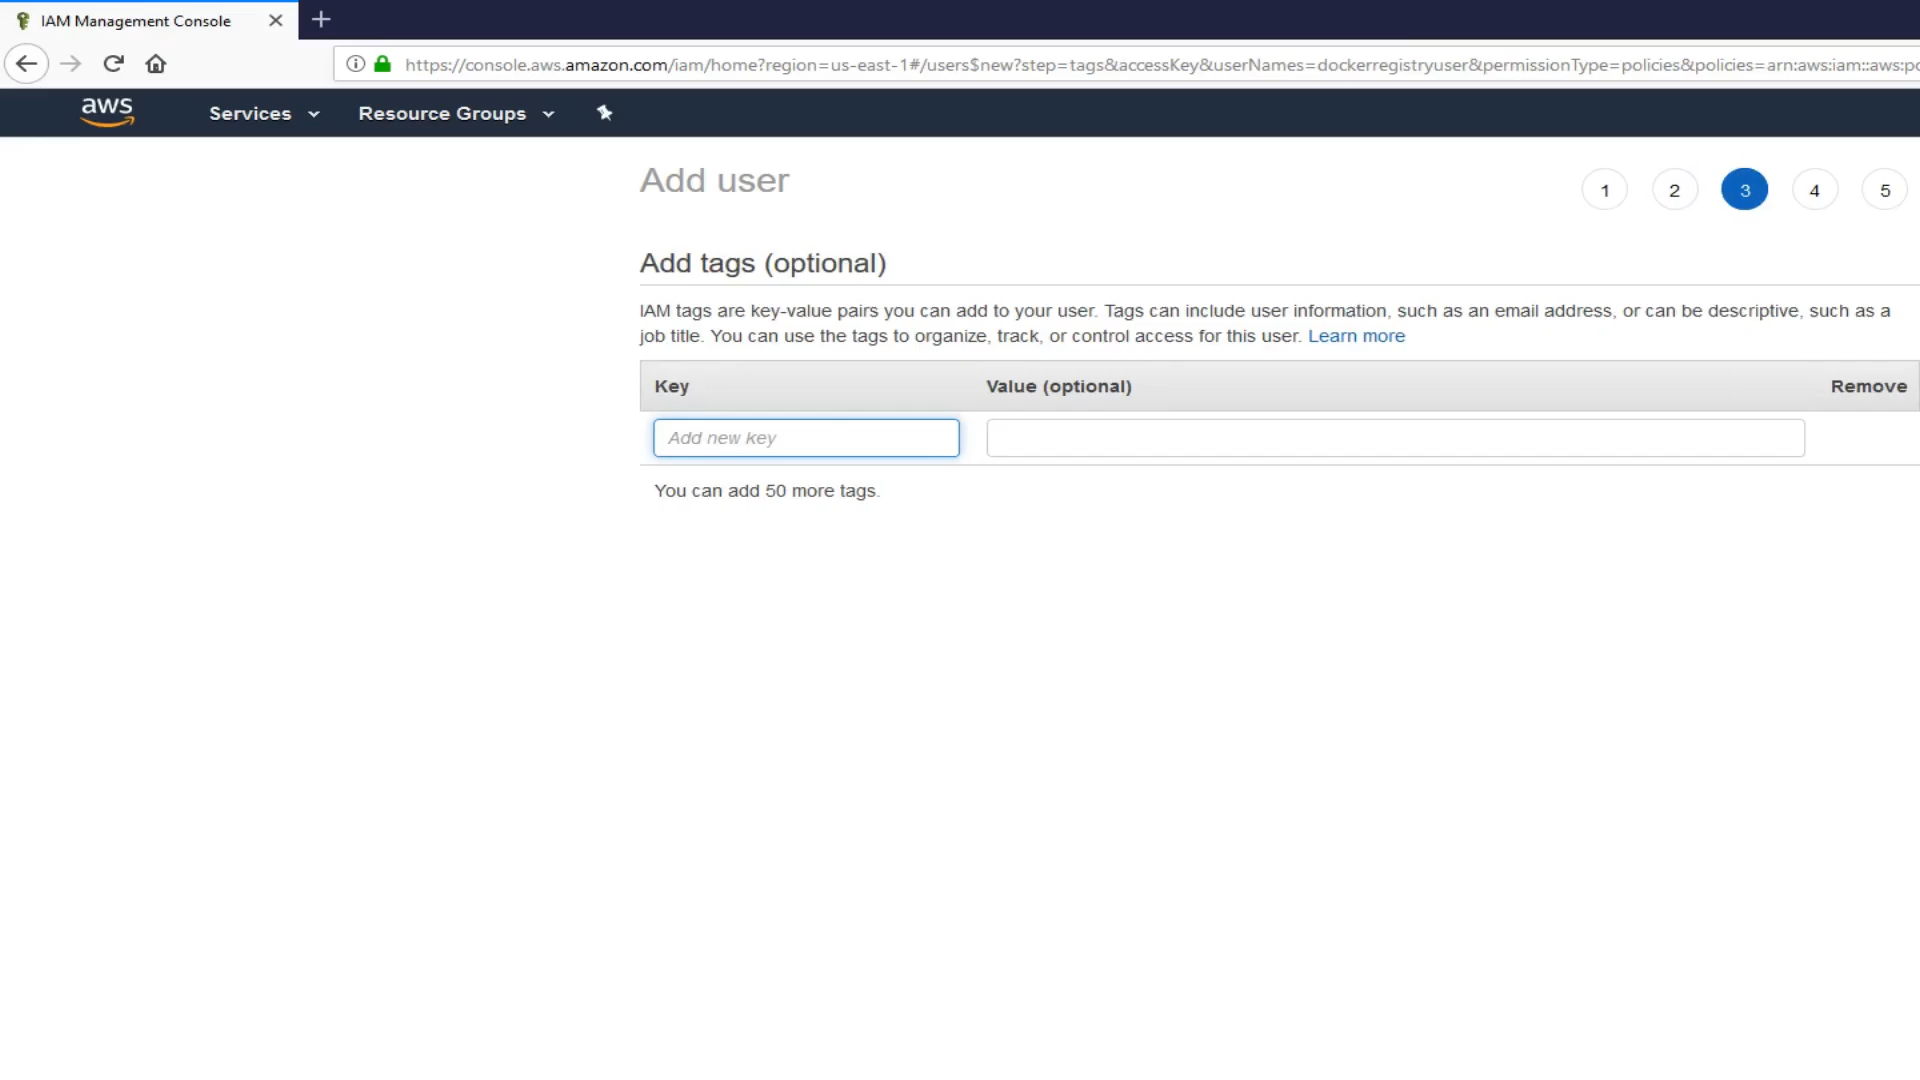 IAM Management Console
https://console.aws.amazon.com/iam/home?region=us-east-1#/users$new?step=tags&accessKey&userNames=dockerregistryuser&permissionType=policies&policies=arn:aws:iam::aws:po
aws Services Resource Groups
Add user
1 2 3 4 5
Add tags (optional)
IAM tags are key-value pairs you can add to your user. Tags can include user information, such as an email address, or can be descriptive, such as a
job title. You can use the tags to organize, track, or control access for this user. Learn more
Key Value (optional) Remove
Add new key
You can add 50 more tags.